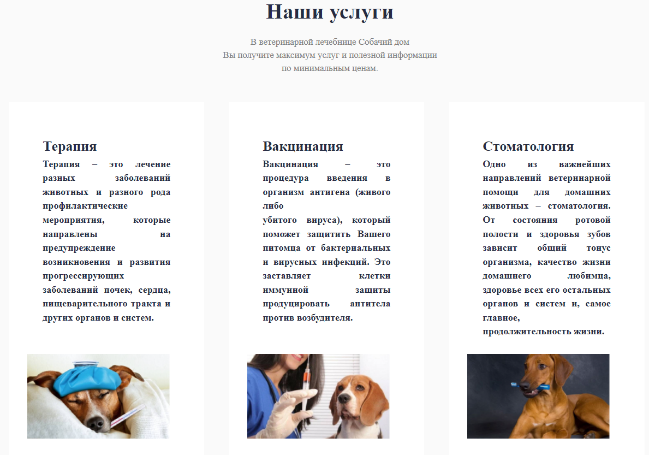 Наши услуги
В ветеринарной лечебнице Собачий дом
Вы получите максимум услуг и полезной информации
по минимальным ценам.
Терапия
Терапия – это лечение
разных заболеваний
животных и разного рода
профилактические
мероприятия, которые
направлены на
предупреждение
возникновения и развития
прогрессирующих
заболеваний почек, сердца,
пищеварительного тракта и
других органов и систем.
Вакцинация
Вакцинация – это
процедура введения в
организм антигена (живого
либо
убитого вируса), который
поможет защитить Вашего
питомца от бактериальных
и вирусных инфекций. Это
заставляет клетки
иммунной защиты
продуцировать антитела
против возбудителя.
Стоматология
Одно из важнейших
направлений ветеринарной
помощи для домашних
животных – стоматология.
От состояния ротовой
полости и здоровья зубов
зависит общий тонус
организма, качество жизни
домашнего любимца,
здоровье всех его остальных
органов и систем и, самое
главное,
продолжительность жизни.